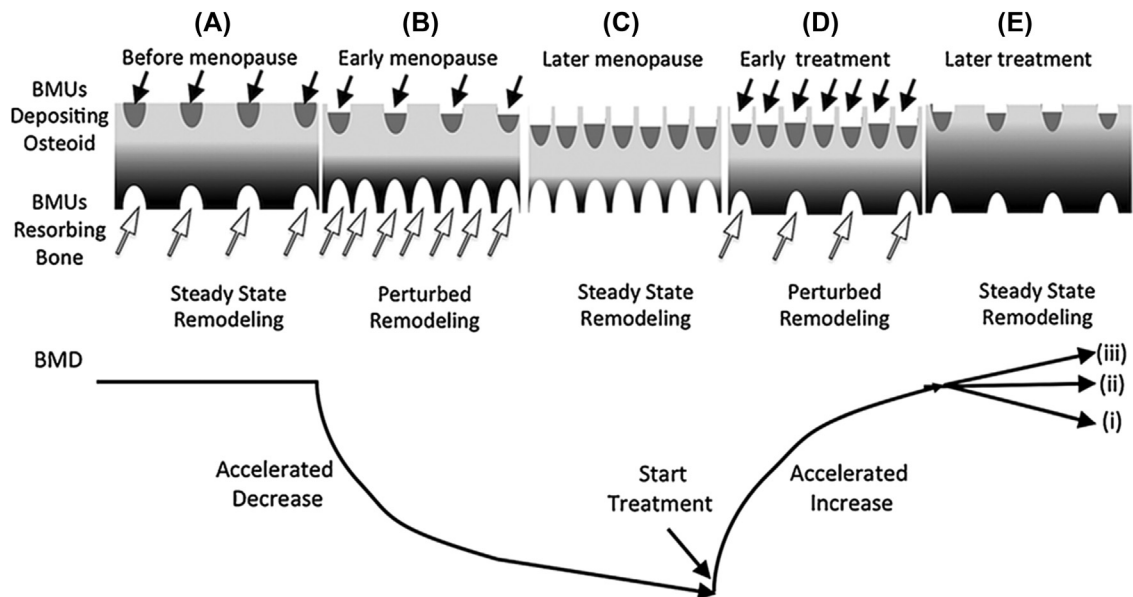 (A)
(B)
(C)
(D)
(E)
Before menopause
Early menopause
Later menopause
Early treatment
Later treatment
BMUs
Depositing
Osteoid
BMUs
Resorbing
Bone
Steady State
Remodeling
Perturbed
Remodeling
Steady State
Remodeling
Perturbed
Remodeling
Steady State
Remodeling
BMD
(iii)
(ii)
(i)
Accelerated
Decrease
Start
Treatment
Accelerated
Increase